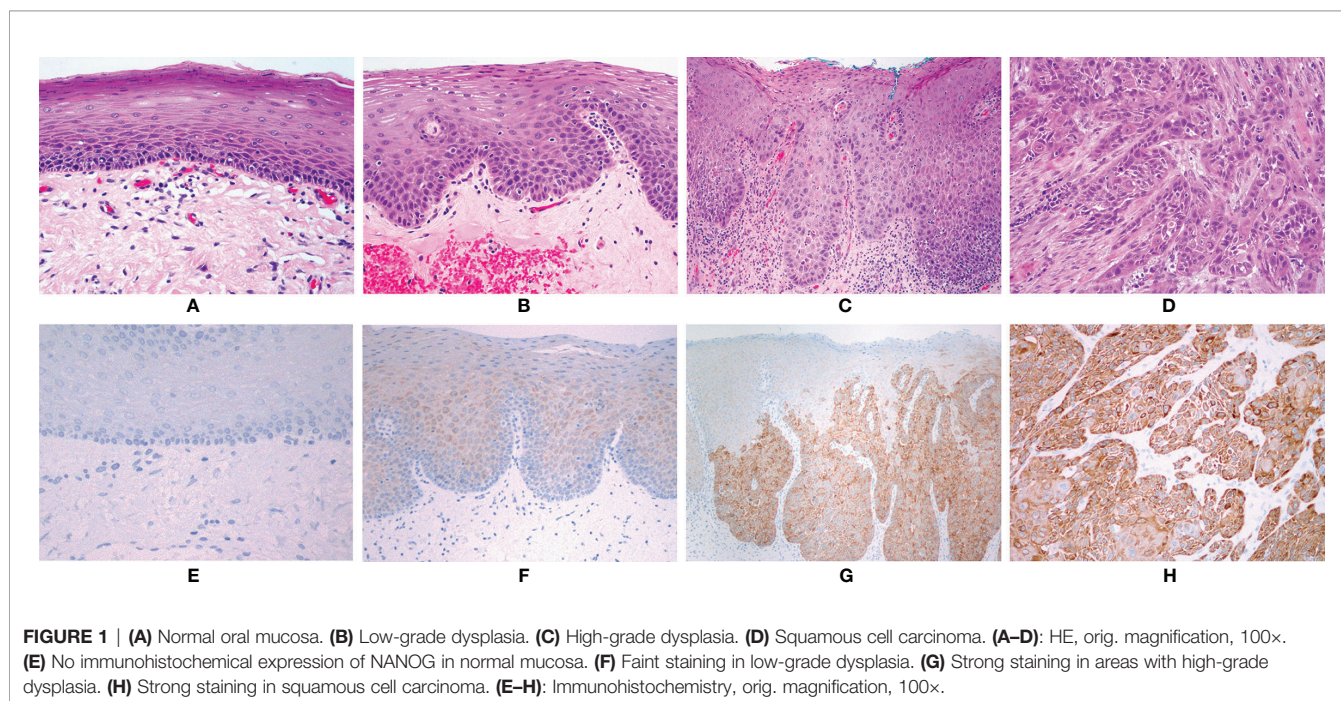 A
B
C
D
E
F
G
H
FIGURE 1 | (A) Normal oral mucosa. (B) Low-grade dysplasia. (C) High-grade dysplasia. (D) Squamous cell carcinoma. (A–D): HE, orig. magnification, 100×.
(E) No immunohistochemical expression of NANOG in normal mucosa. (F) Faint staining in low-grade dysplasia. (G) Strong staining in areas with high-grade
dysplasia. (H) Strong staining in squamous cell carcinoma. (E–H): Immunohistochemistry, orig. magnification, 100×.